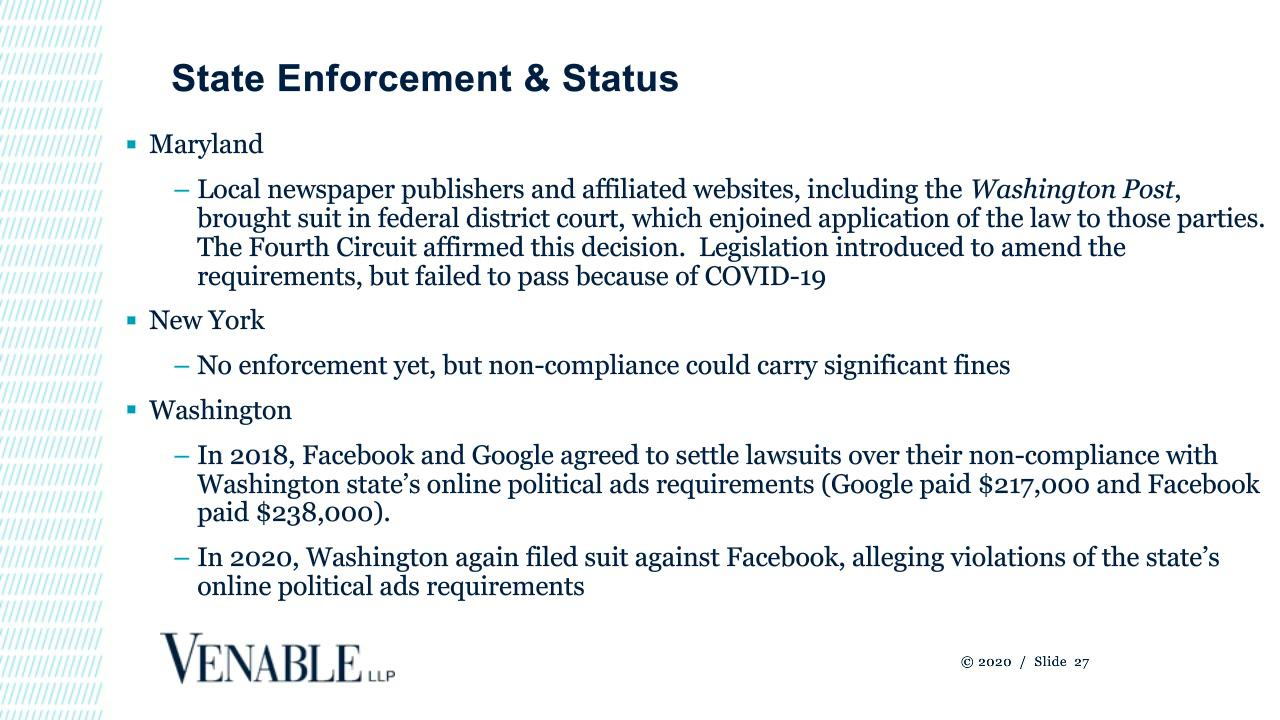 State Enforcement & Status
▪ Maryland
– Local newspaper publishers and affiliated websites, including the Washington Post,
brought suit in federal district court, which enjoined application of the law to those parties.
The Fourth Circuit affirmed this decision.  Legislation introduced to amend the
requirements, but failed to pass because of COVID-19
▪ New York
– No enforcement yet, but non-compliance could carry significant fines
▪ Washington
– In 2018, Facebook and Google agreed to settle lawsuits over their non-compliance with
Washington state’s online political ads requirements (Google paid $217,000 and Facebook
paid $238,000).
– In 2020, Washington again filed suit against Facebook, alleging violations of the state’s
online political ads requirements
VENABLE LLP
© 2020 / Slide 27